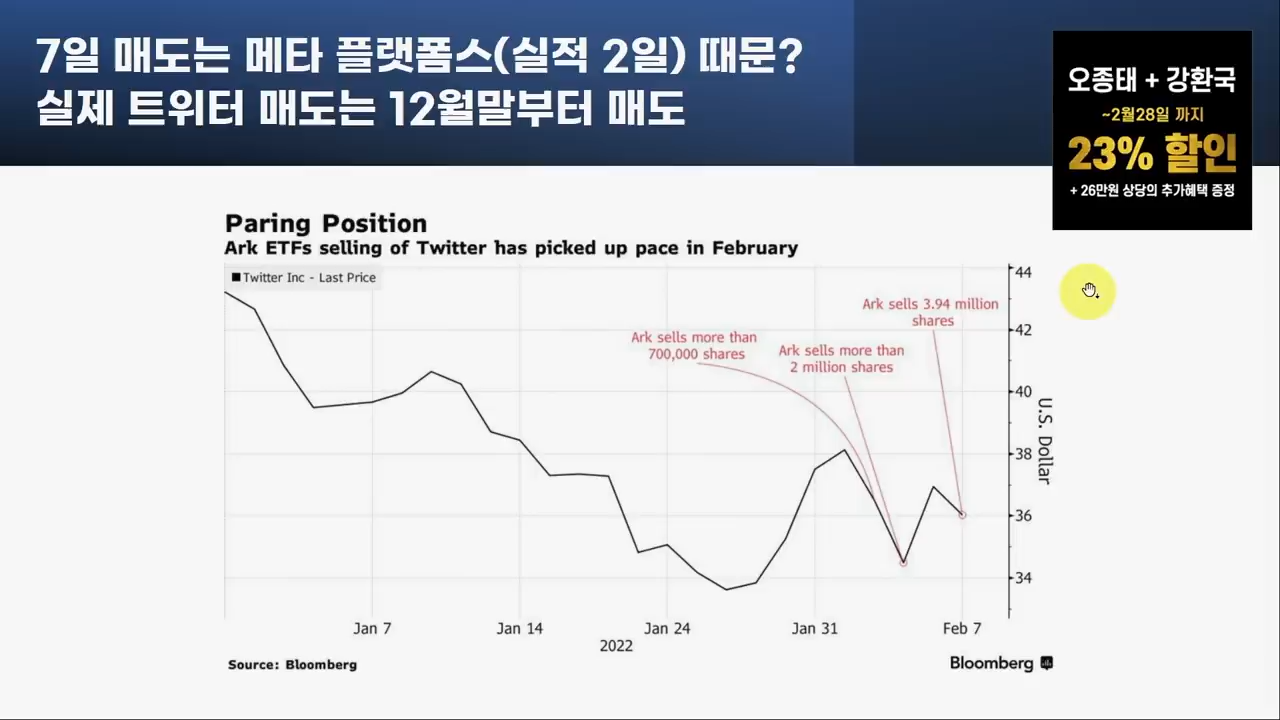 7일 매도는 메타 플랫폼스(실적 2일) 때문?
실제 트위터 매도는 12월말부터 매도
오종태 + 강환국
~2월28일 까지
23% 할인
+ 26만원 상당의 추가혜택 증정
Paring Position
Ark ETFs selling of Twitter has picked up pace in February
Twitter Inc - Last Price
Ark sells more than
700,000 shares
Ark sells more than
2 million shares
Ark sells 3.94 million
shares
44
42
40
38
36
34
U.S. Dollar
Jan 7
Jan 14
Jan 24
Jan 31
Feb 7
2022
Source: Bloomberg
Bloomberg